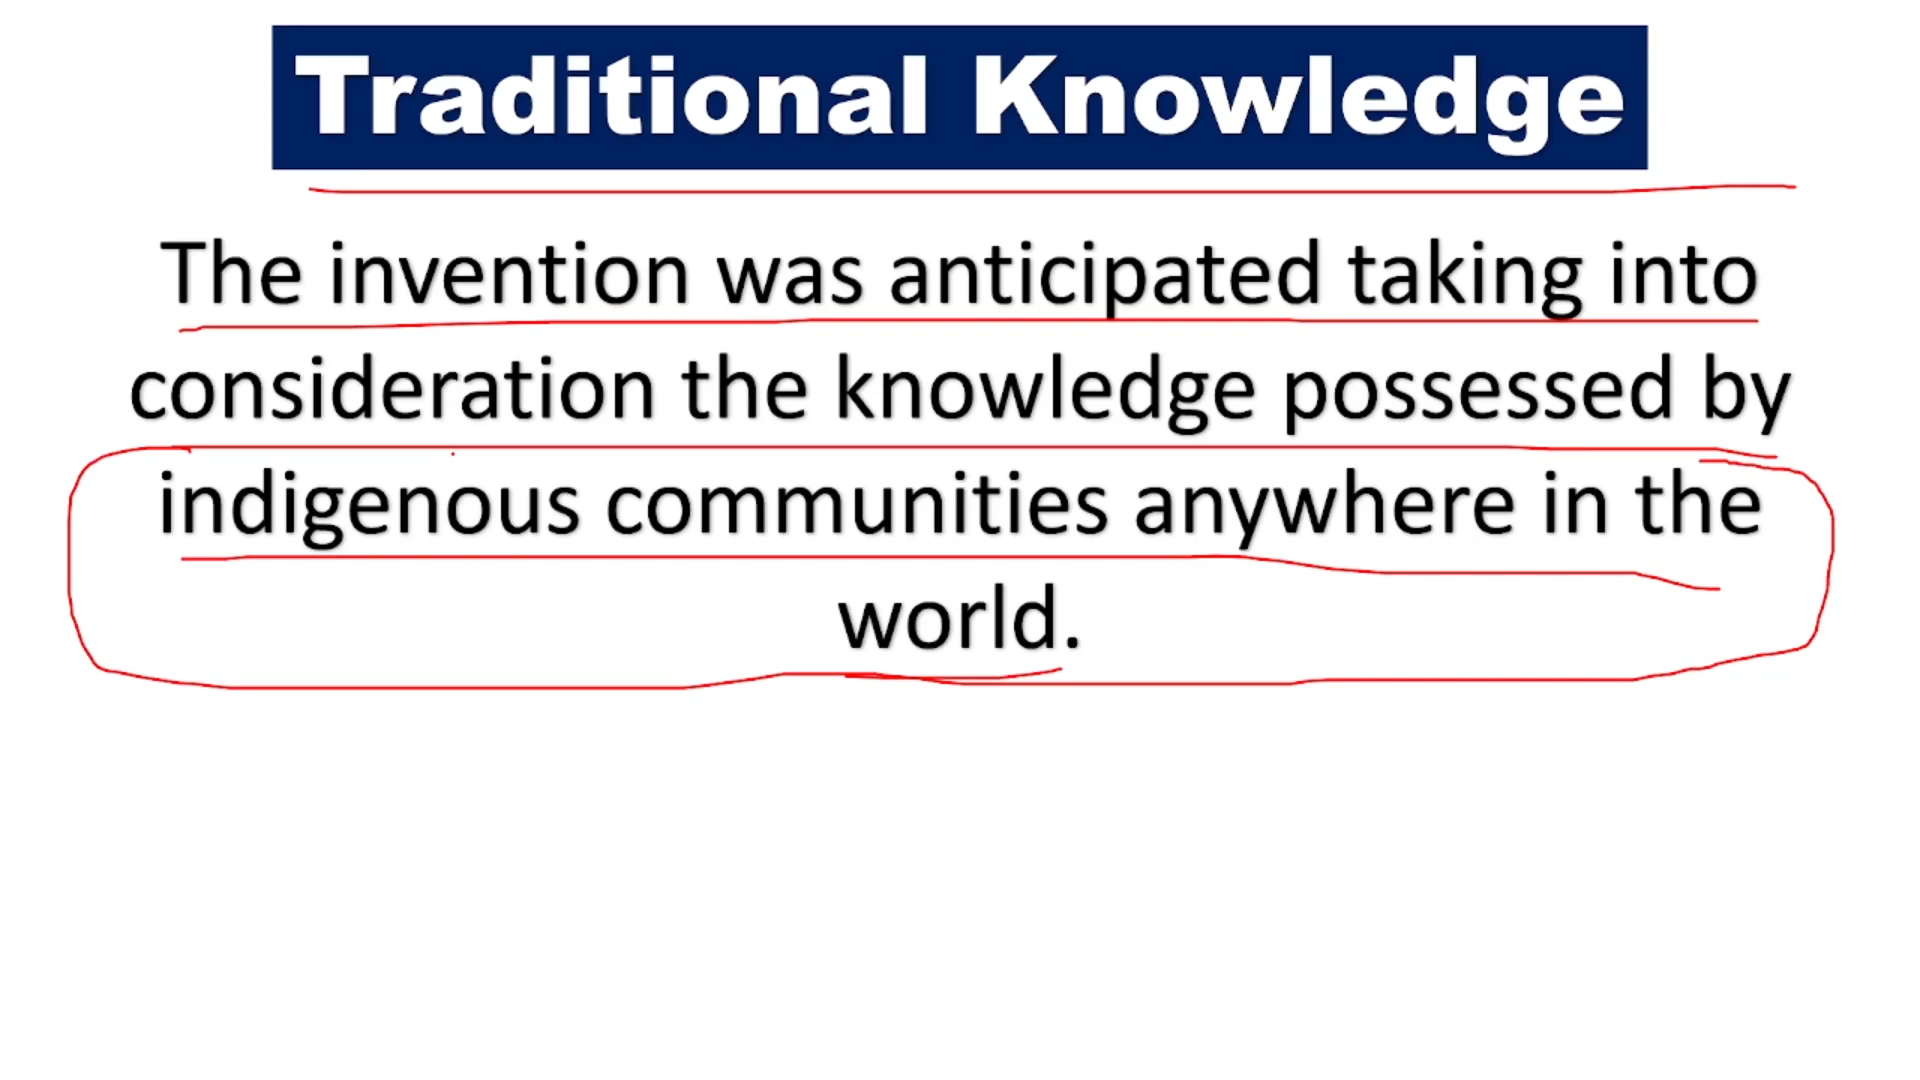 Traditional Knowledge
The invention was anticipated taking into
consideration the knowledge possessed by
indigenous communities anywhere in the
world.